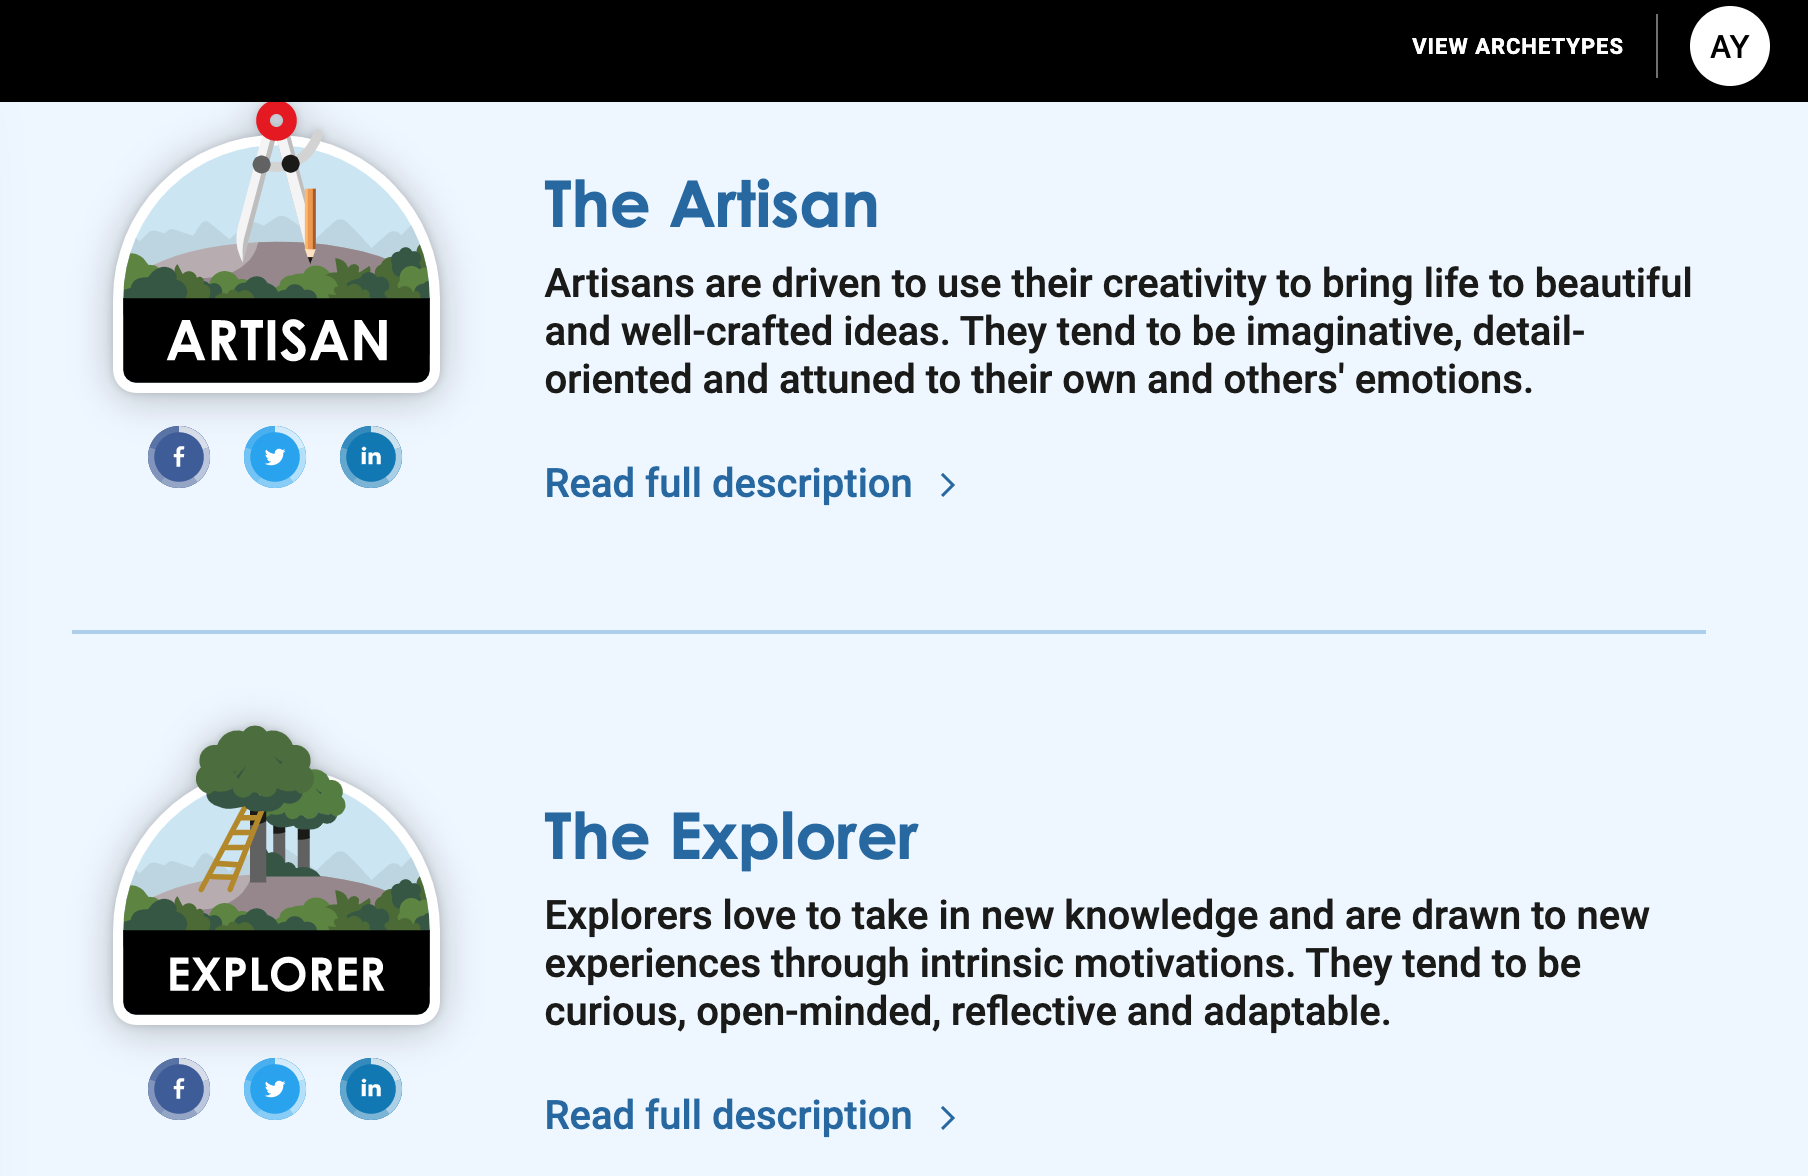 VIEW ARCHETYPES
AY
ARTISAN
The Artisan
Artisans are driven to use their creativity to bring life to beautiful
and well-crafted ideas. They tend to be imaginative, detail-
oriented and attuned to their own and others' emotions.
Read full description
EXPLORER
The Explorer
Explorers love to take in new knowledge and are drawn to new
experiences through intrinsic motivations. They tend to be
curious, open-minded, reflective and adaptable.
Read full description